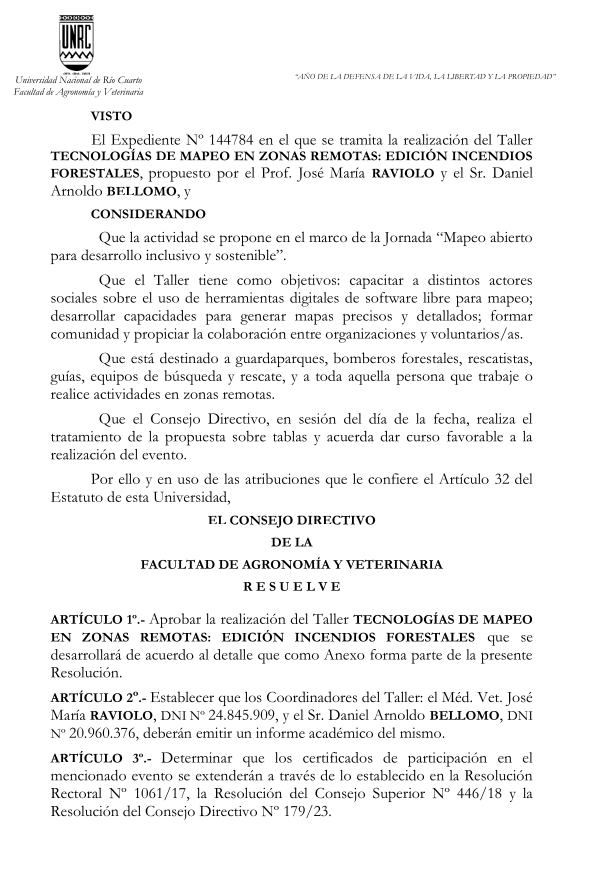 UNRC
Universidad Nacional de Río Cuarto
Facultad de Agronomía y Veterinaria
“AÑO DE LA DEFENSA DE LA VIDA, LA LIBERTAD Y LA PROPIEDAD”
VISTO
El Expediente Nº 144784 en el que se tramita la realización del Taller
TECNOLOGÍAS DE MAPEO EN ZONAS REMOTAS: EDICIÓN INCENDIOS
FORESTALES, propuesto por el Prof. José María RAVIOLO y el Sr. Daniel
Arnoldo BELLOMO, y
CONSIDERANDO
Que la actividad se propone en el marco de la Jornada “Mapeo abierto
para desarrollo inclusivo y sostenible”.
Que el Taller tiene como objetivos: capacitar a distintos actores
sociales sobre el uso de herramientas digitales de software libre para mapeo;
desarrollar capacidades para generar mapas precisos y detallados; formar
comunidad y propiciar la colaboración entre organizaciones y voluntarios/as.
Que está destinado a guardaparques, bomberos forestales, rescatistas,
guías, equipos de búsqueda y rescate, y a toda aquella persona que trabaje o
realice actividades en zonas remotas.
Que el Consejo Directivo, en sesión del día de la fecha, realiza el
tratamiento de la propuesta sobre tablas y acuerda dar curso favorable a la
realización del evento.
Por ello y en uso de las atribuciones que le confiere el Artículo 32 del
Estatuto de esta Universidad,
EL CONSEJO DIRECTIVO
DE LA
FACULTAD DE AGRONOMÍA Y VETERINARIA
R E S U E L V E
ARTÍCULO 1º.- Aprobar la realización del Taller TECNOLOGÍAS DE MAPEO
EN ZONAS REMOTAS: EDICIÓN INCENDIOS FORESTALES que se
desarrollará de acuerdo al detalle que como Anexo forma parte de la presente
Resolución.
ARTÍCULO 2º.- Establecer que los Coordinadores del Taller: el Méd. Vet. José
María RAVIOLO, DNI Nº 24.845.909, y el Sr. Daniel Arnoldo BELLOMO, DNI
Nº 20.960.376, deberán emitir un informe académico del mismo.
ARTÍCULO 3º.- Determinar que los certificados de participación en el
mencionado evento se extenderán a través de lo establecido en la Resolución
Rectoral Nº 1061/17, la Resolución del Consejo Superior Nº 446/18 y la
Resolución del Consejo Directivo Nº 179/23.